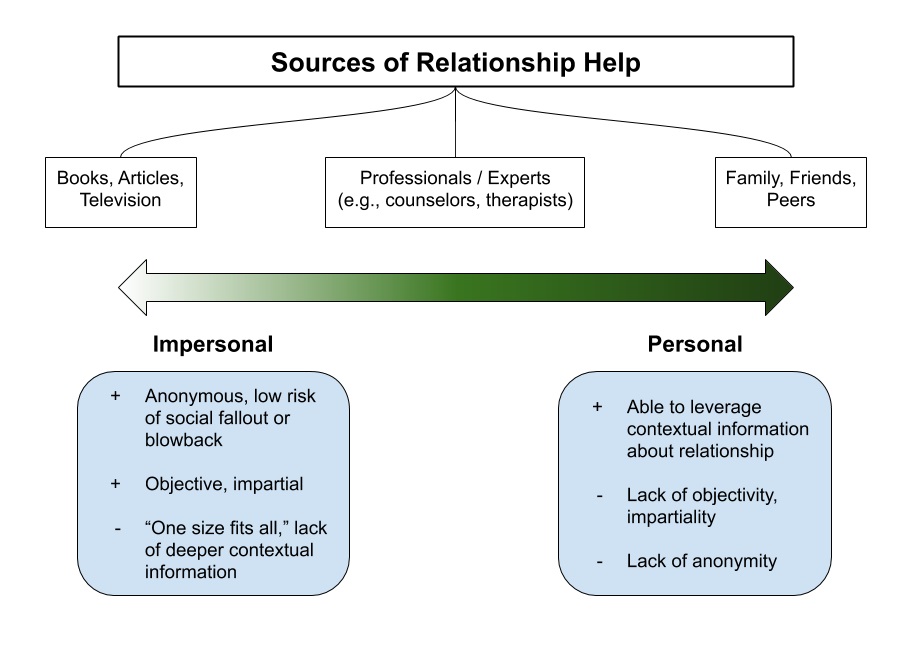 Sources of Relationship Help
Books, Articles,
Television
Professionals / Experts
(e.g., counselors, therapists)
Family, Friends,
Peers
Impersonal
+ Anonymous, low risk
of social fallout or
blowback
+ Objective, impartial
- “One size fits all,” lack
of deeper contextual
information
Personal
+ Able to leverage
contextual information
about relationship
- Lack of objectivity,
impartiality
- Lack of anonymity